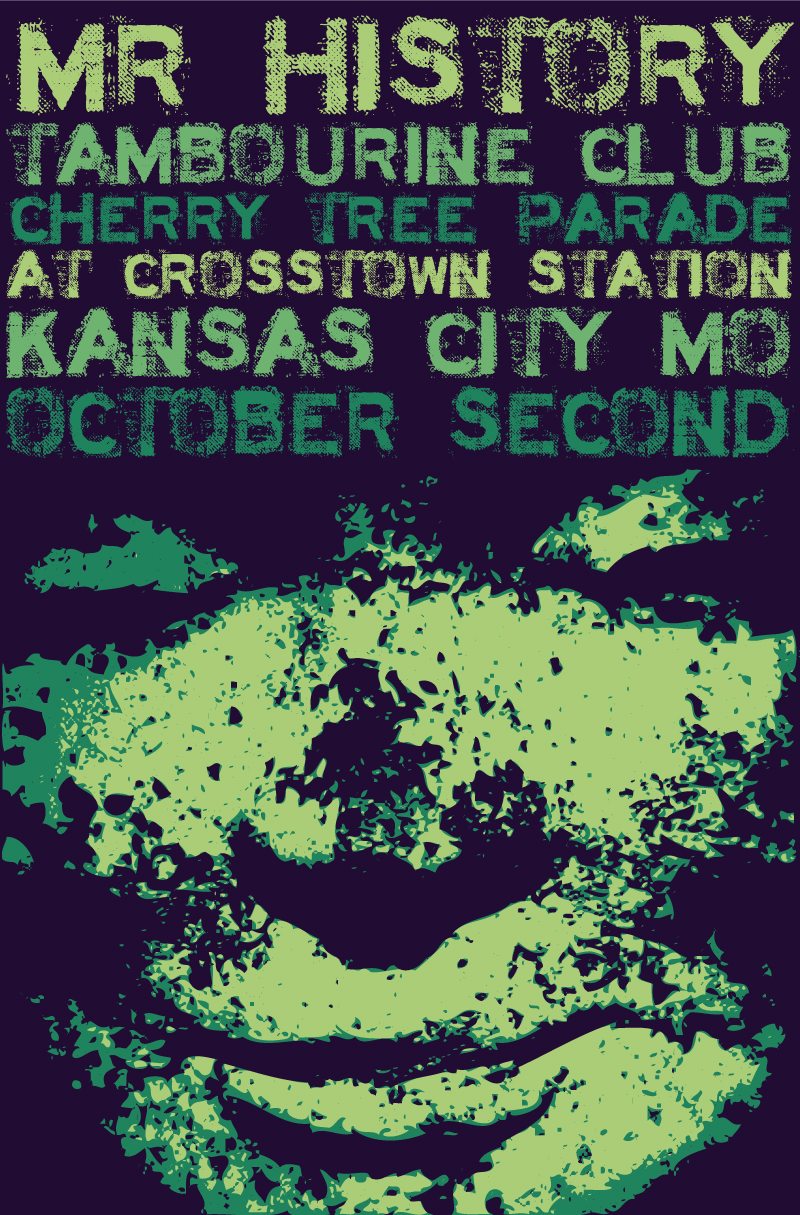 MR HISTORY
TAMBOURINE CLUB
CHERRY TREE PARADE
AT CROSSTOWN STATION
KANSAS CITY MO
OCTOBER SECOND